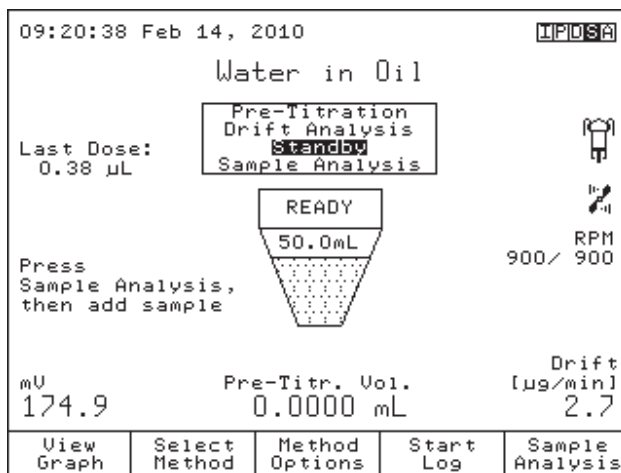 09:20:38 Feb 14, 2010 IPDSA
Water in Oil
Pre-Titration
Drift Analysis
Standby
Sample Analysis
Last Dose:
0.38 µL
READY
50.0mL
RPM
900/ 900
Press
Sample Analysis,
then add sample
mV
174.9
Pre-Titr. Vol.
0.0000 mL
Drift
[µg/min]
2.7
View
Graph
Select
Method
Method
Options
Start
Log
Sample
Analysis